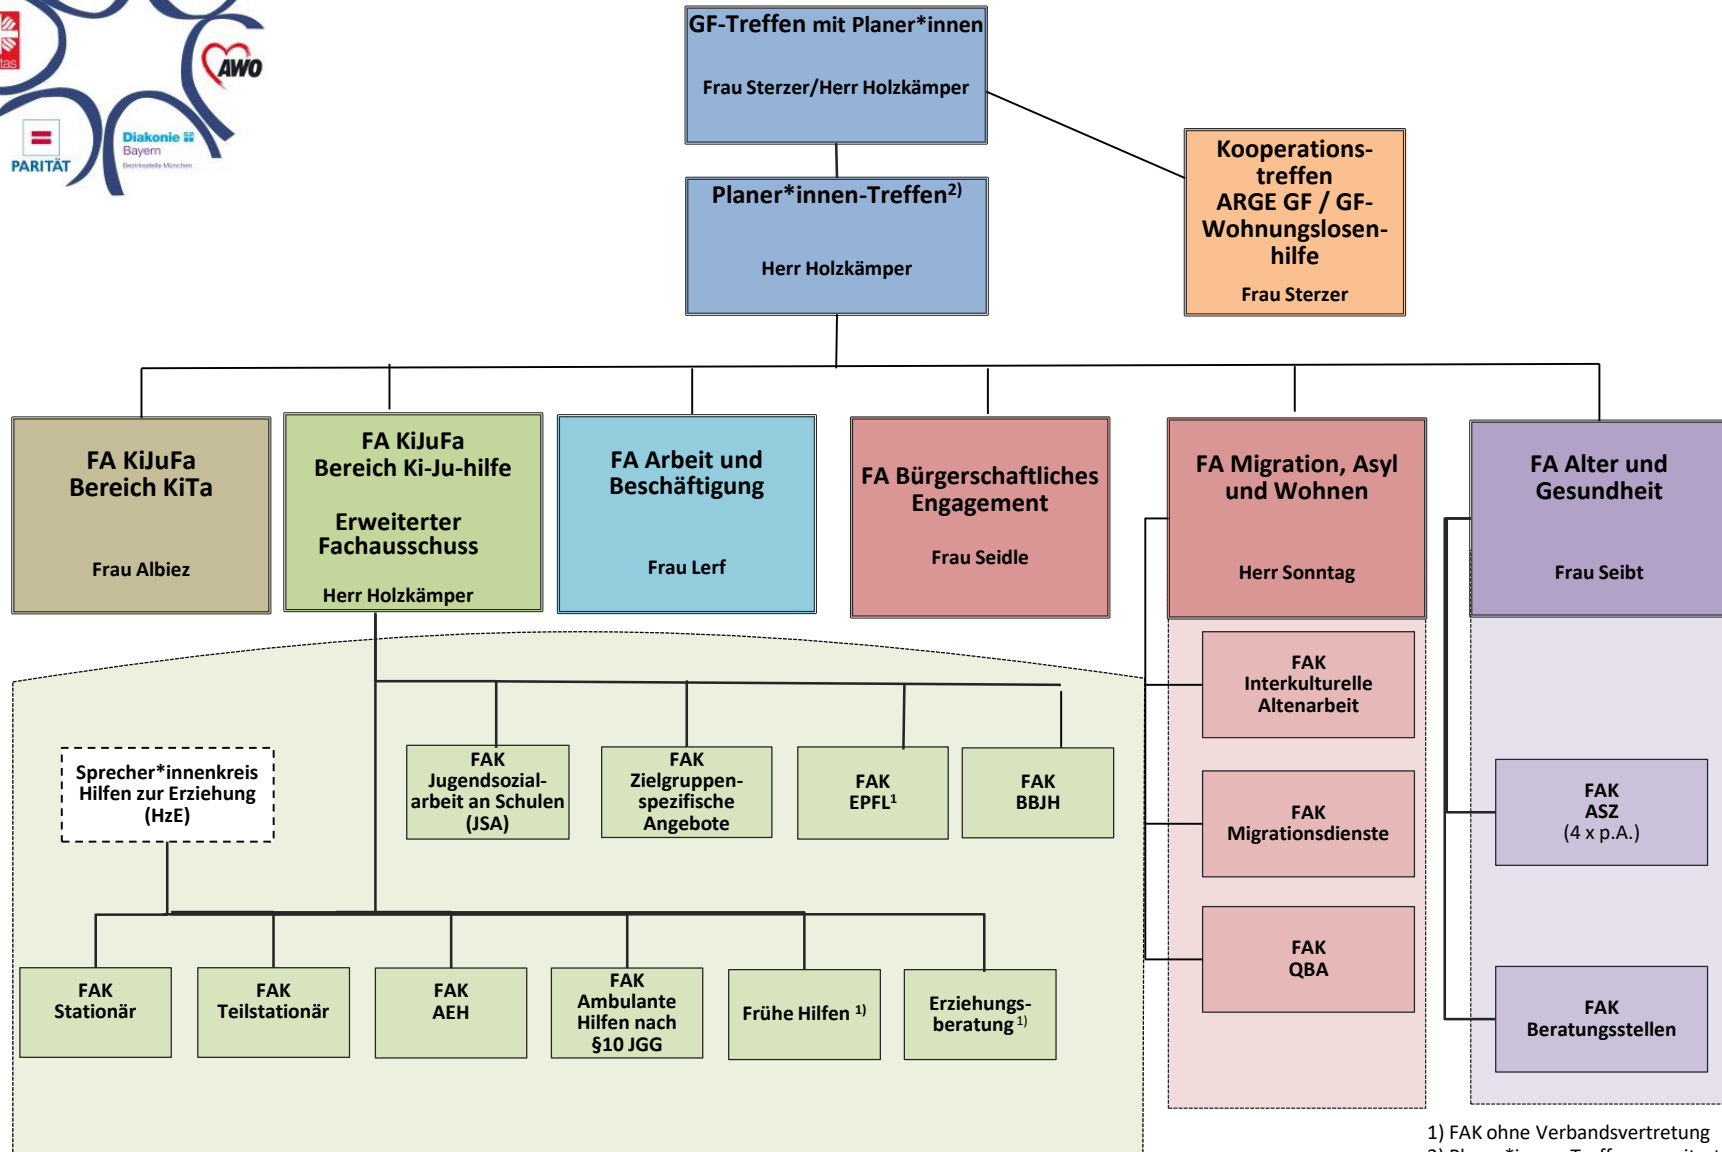 AWO
PARITÄT
Diakonie
Bayern
Bezirksstelle München
GF-Treffen mit Planer*innen
Frau Sterzer/Herr Holzkämper
Planer*innen-Treffen2)
Herr Holzkämper
Kooperations-
treffen
ARGE GF / GF-
Wohnungslosen-
hilfe
Frau Sterzer
FA KiJuFa
Bereich KiTa
Frau Albiez
FA KiJuFa
Bereich Ki-Ju-hilfe
Erweiterter
Fachausschuss
Herr Holzkämper
FA Arbeit und
Beschäftigung
Frau Lerf
FA Bürgerschaftliches
Engagement
Frau Seidle
FA Migration, Asyl
und Wohnen
Herr Sonntag
FA Alter und
Gesundheit
Frau Seibt
Sprecher*innenkreis
Hilfen zur Erziehung
(HzE)
FAK
Jugendsozial-
arbeit an Schulen
(JSA)
FAK
Zielgruppen-
spezifische
Angebote
FAK
EPFL1
FAK
BBJH
FAK
Stationär
FAK
Teilstationär
FAK
AEH
FAK
Ambulante
Hilfen nach
§10 JGG
Frühe Hilfen 1)
Erziehungs-
beratung 1)
FAK
Interkulturelle
Altenarbeit
FAK
Migrationsdienste
FAK
QBA
FAK
ASZ
(4 x p.A.)
FAK
Beratungsstellen
1) FAK ohne Verbandsvertretung